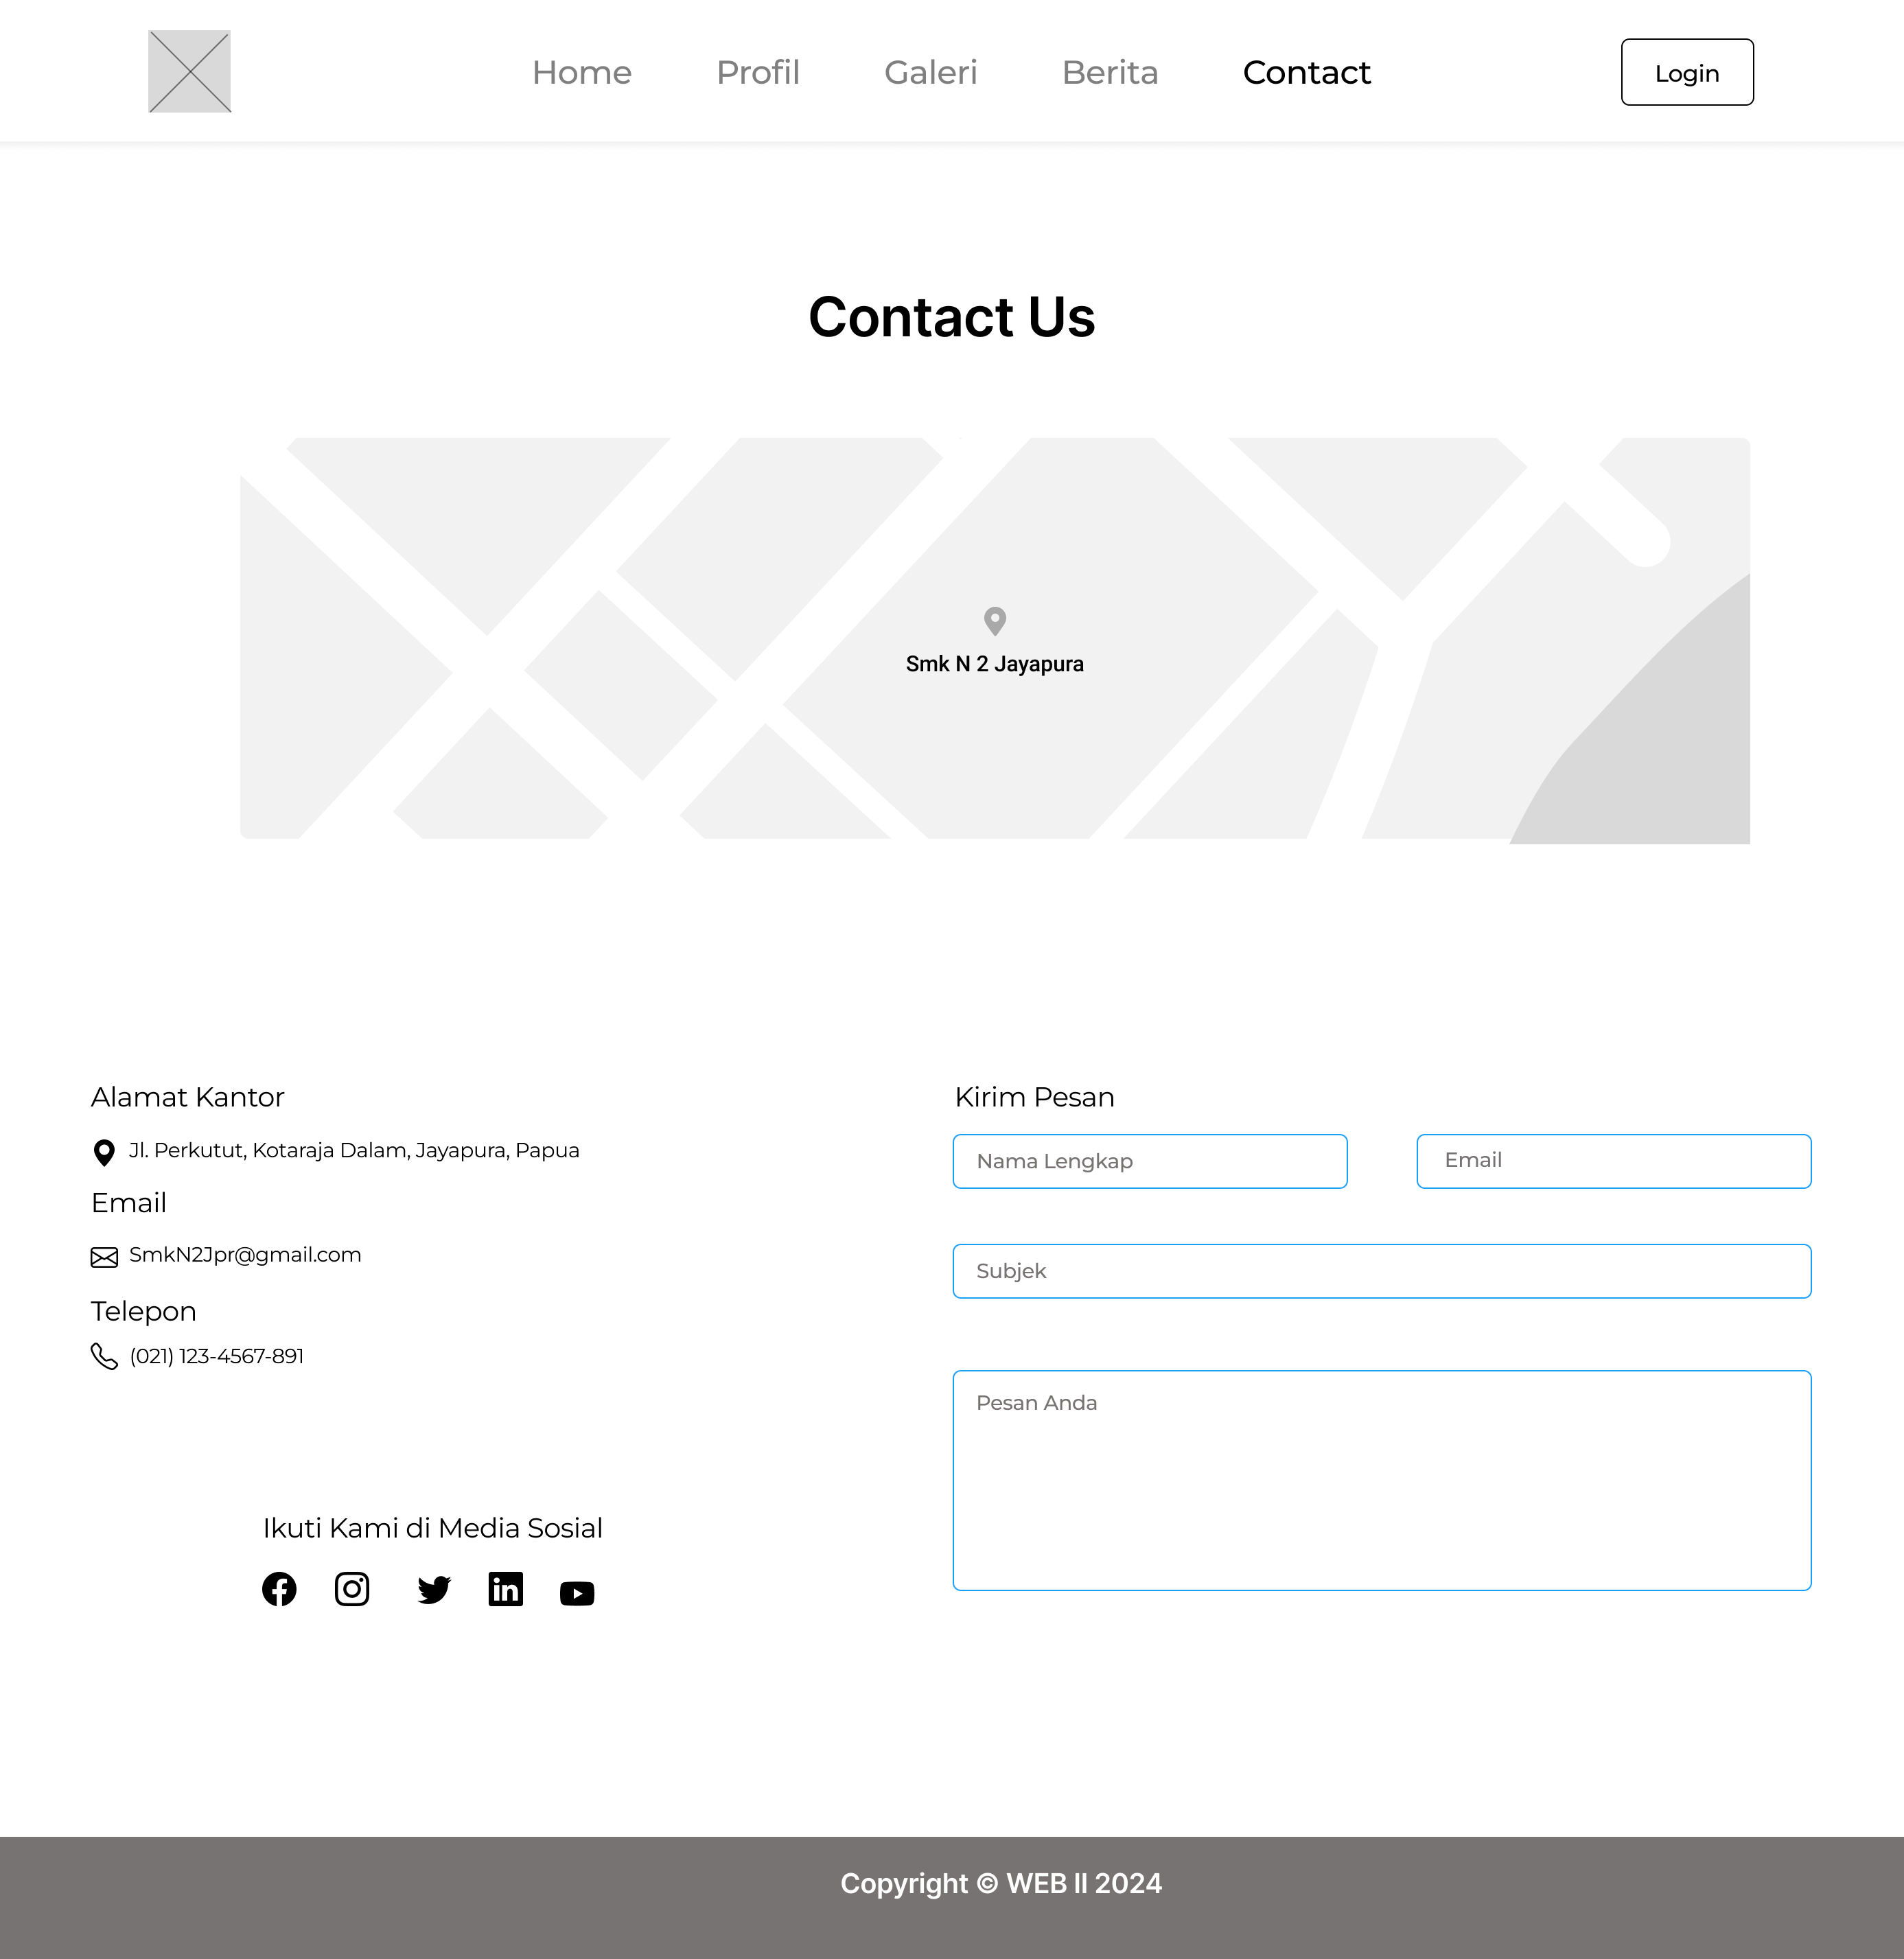 Home Profil Galeri Berita Contact Login
Contact Us
Smk N 2 Jayapura
Alamat Kantor
Jl. Perkutut, Kotaraja Dalam, Jayapura, Papua
Email
SmkN2Jpr@gmail.com
Telepon
(021) 123-4567-891
Ikuti Kami di Media Sosial
Kirim Pesan
Nama Lengkap
Email
Subjek
Pesan Anda
Copyright © WEB II 2024